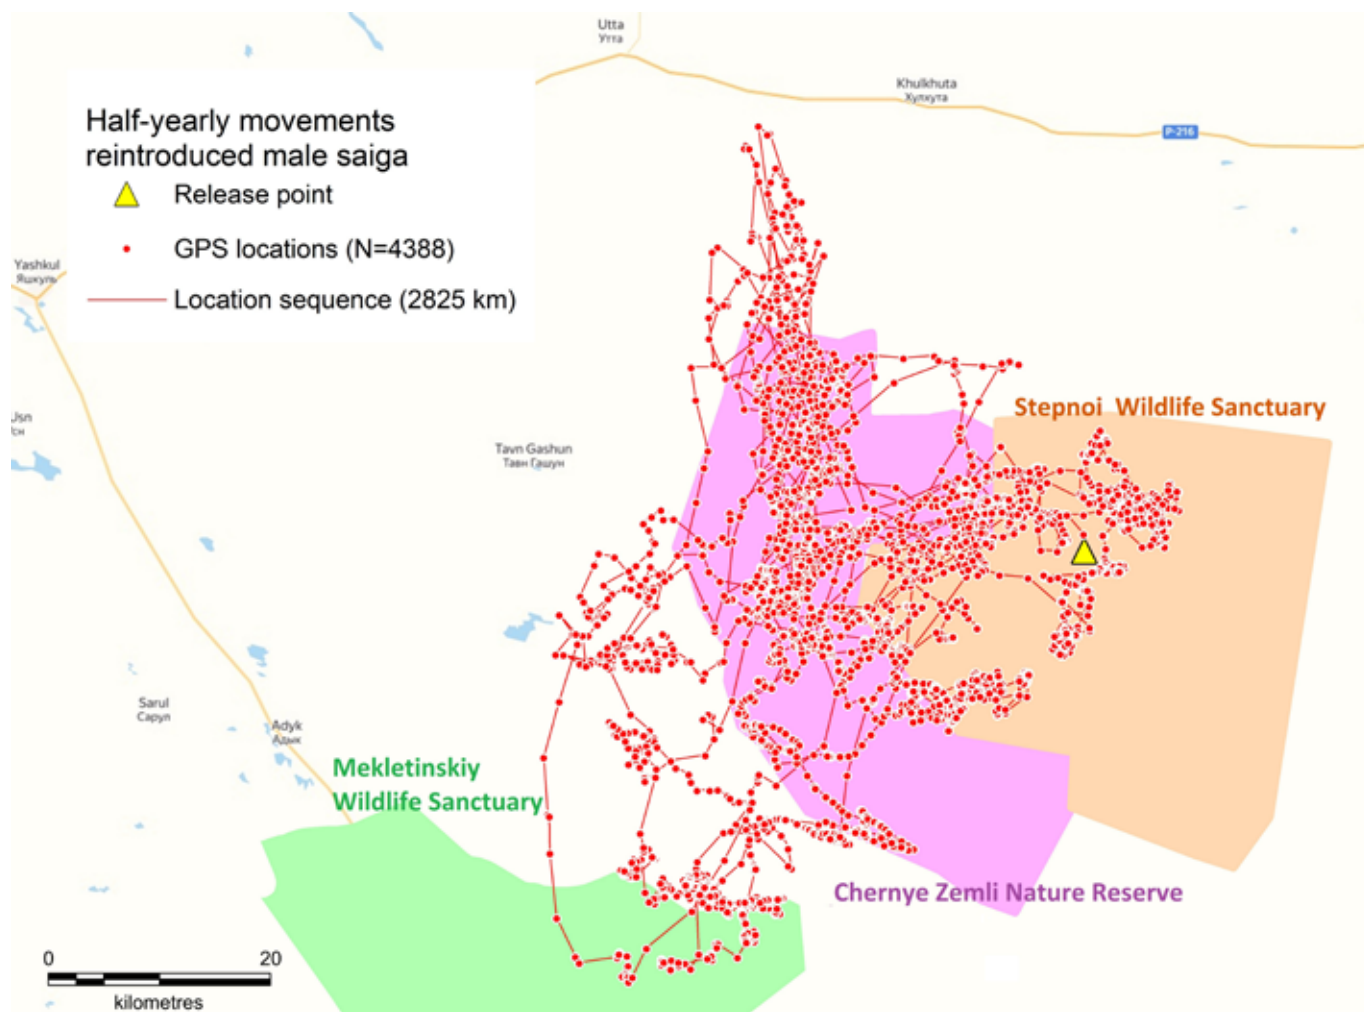 Utta
Утта
Khulkhuta
Хулхута
P-216
Half-yearly movements
reintroduced male saiga
Release point
GPS locations (N=4388)
Location sequence (2825 km)
Yashkul
Яшкуль
Stepnoi Wildlife Sanctuary
Usn
Tavn Gashun
Тавн Гашун
Sarul
Сарул
Adyk
Адык
Mekletinskiy
Wildlife Sanctuary
Chernye Zemli Nature Reserve
0 20
kilometres